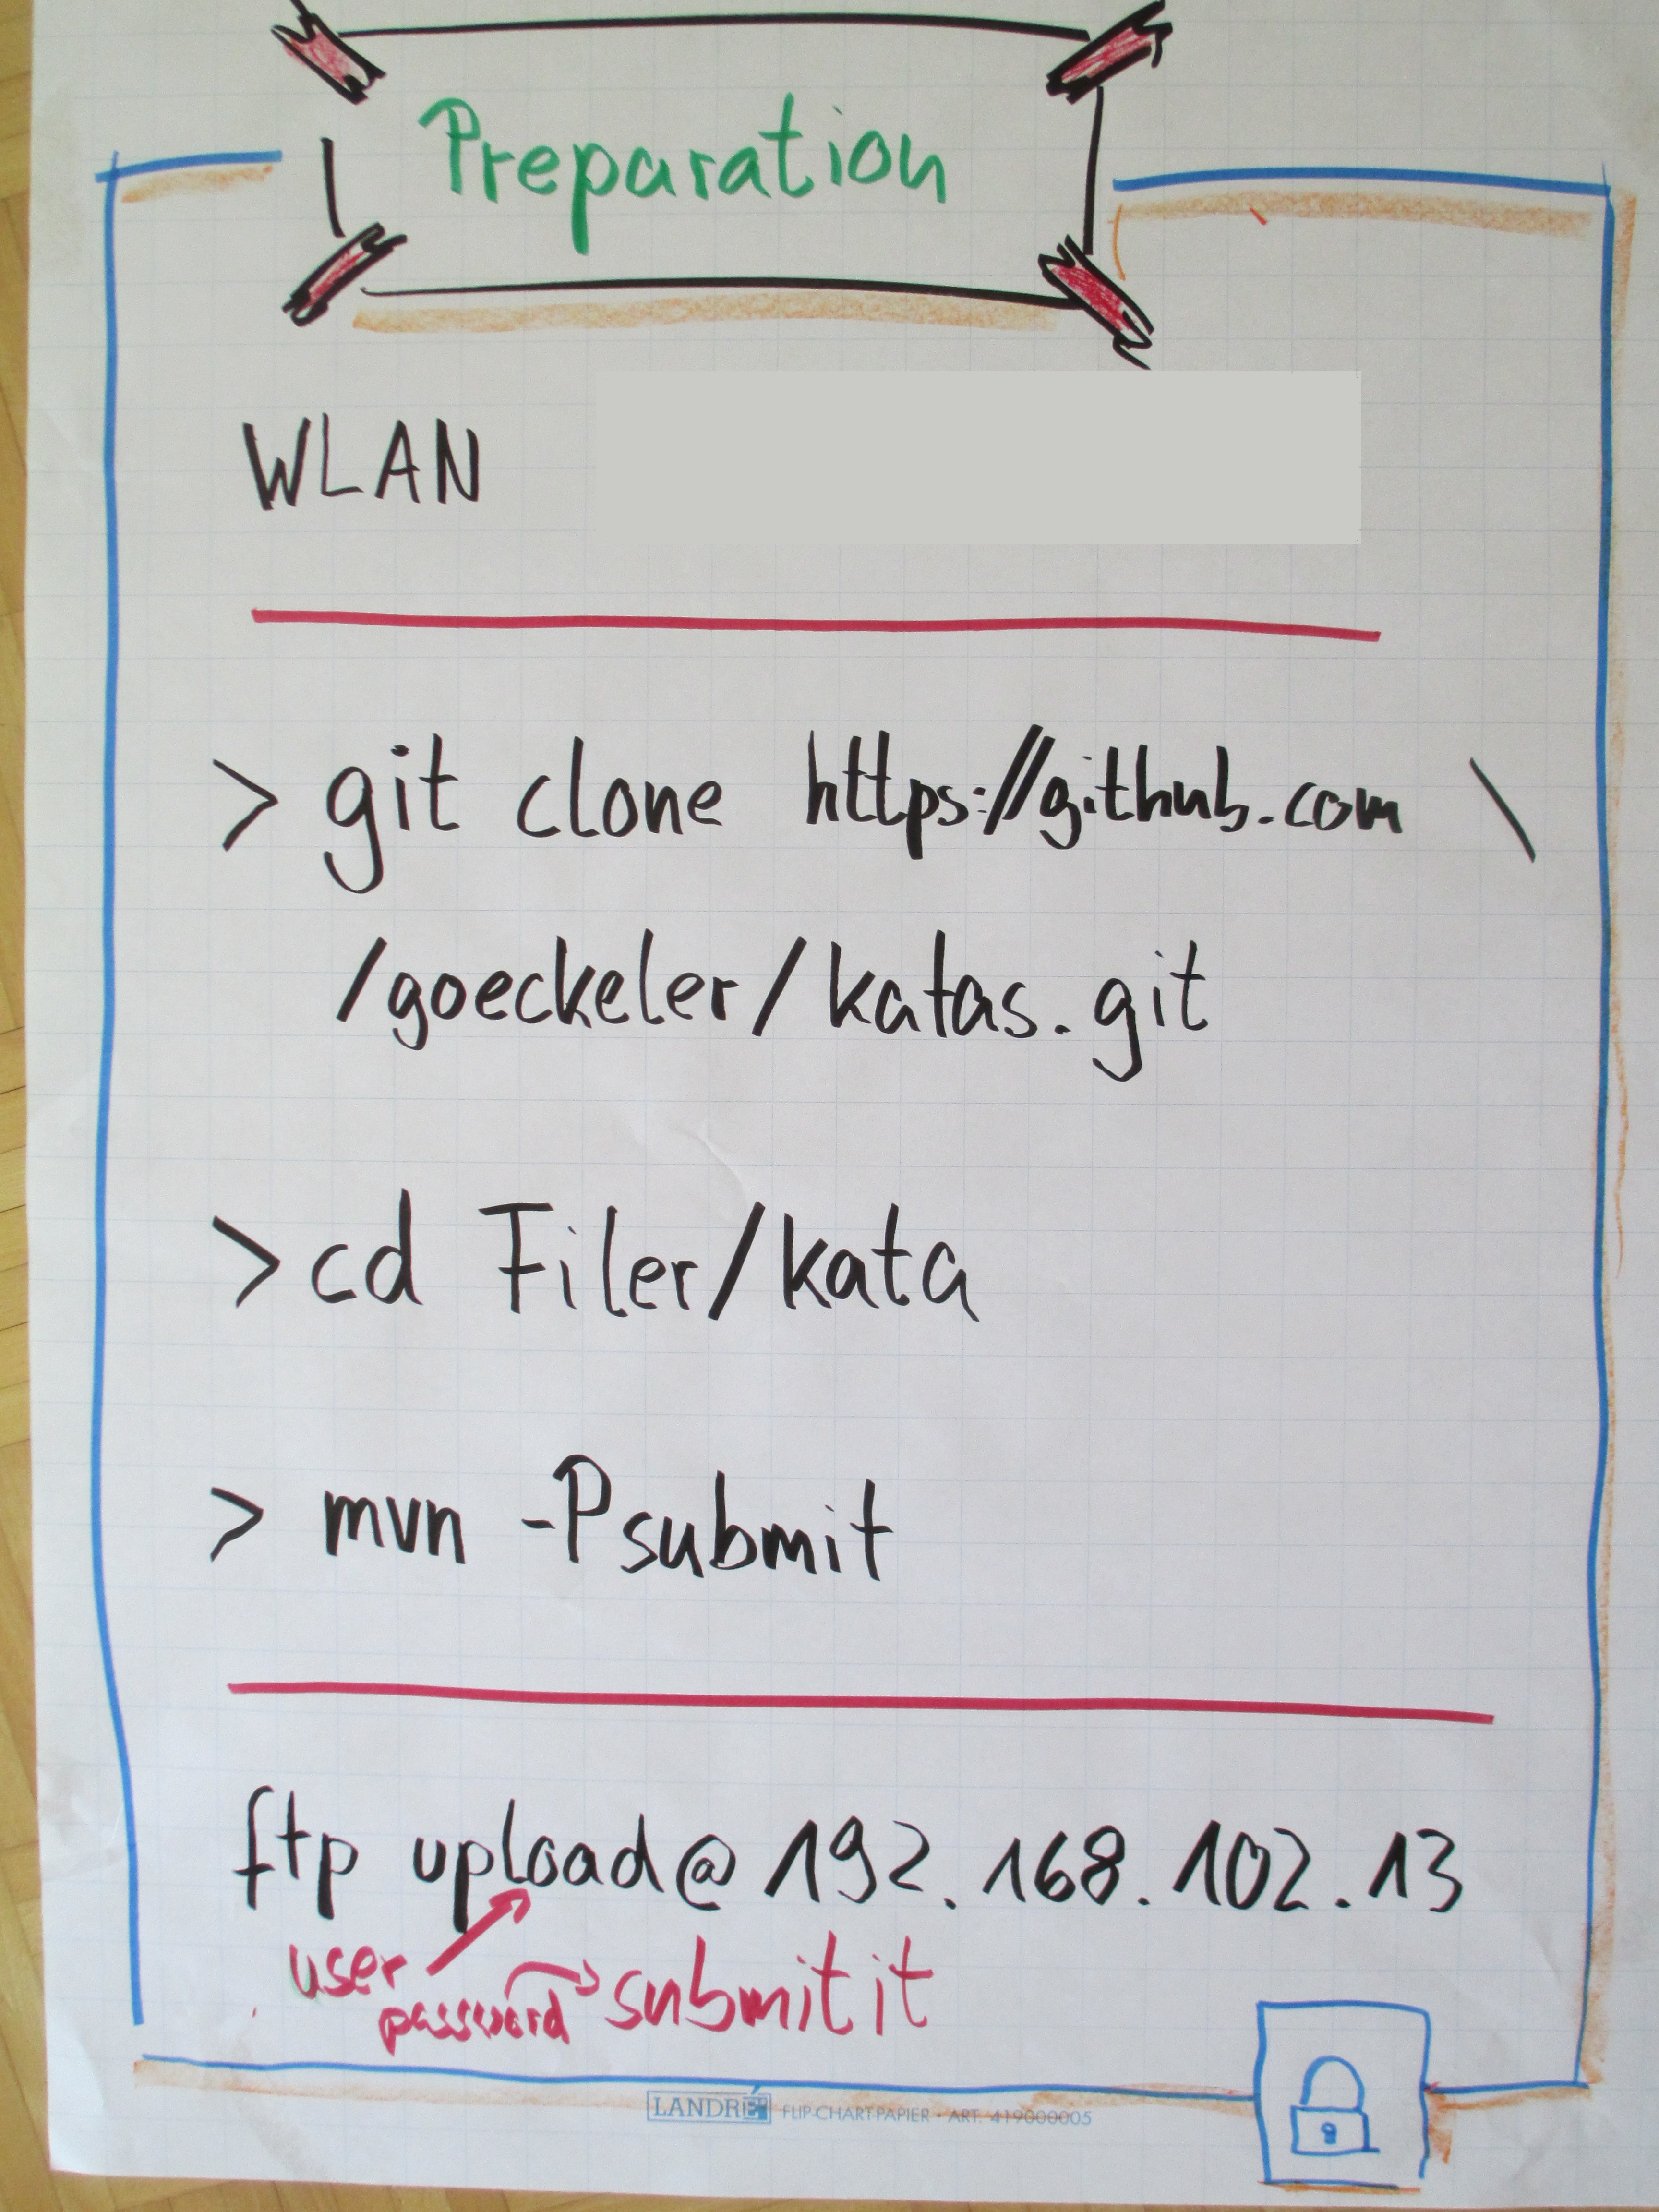 Preparation
WLAN
> git clone https://github.com \
/goeckeler/katas.git
> cd Filer/kata
> mvn -Psubmit
ftp upload@192.168.102.13
user
password submitit
LANDRÉ FLIP-CHART-PAPIER • ART. 419000005